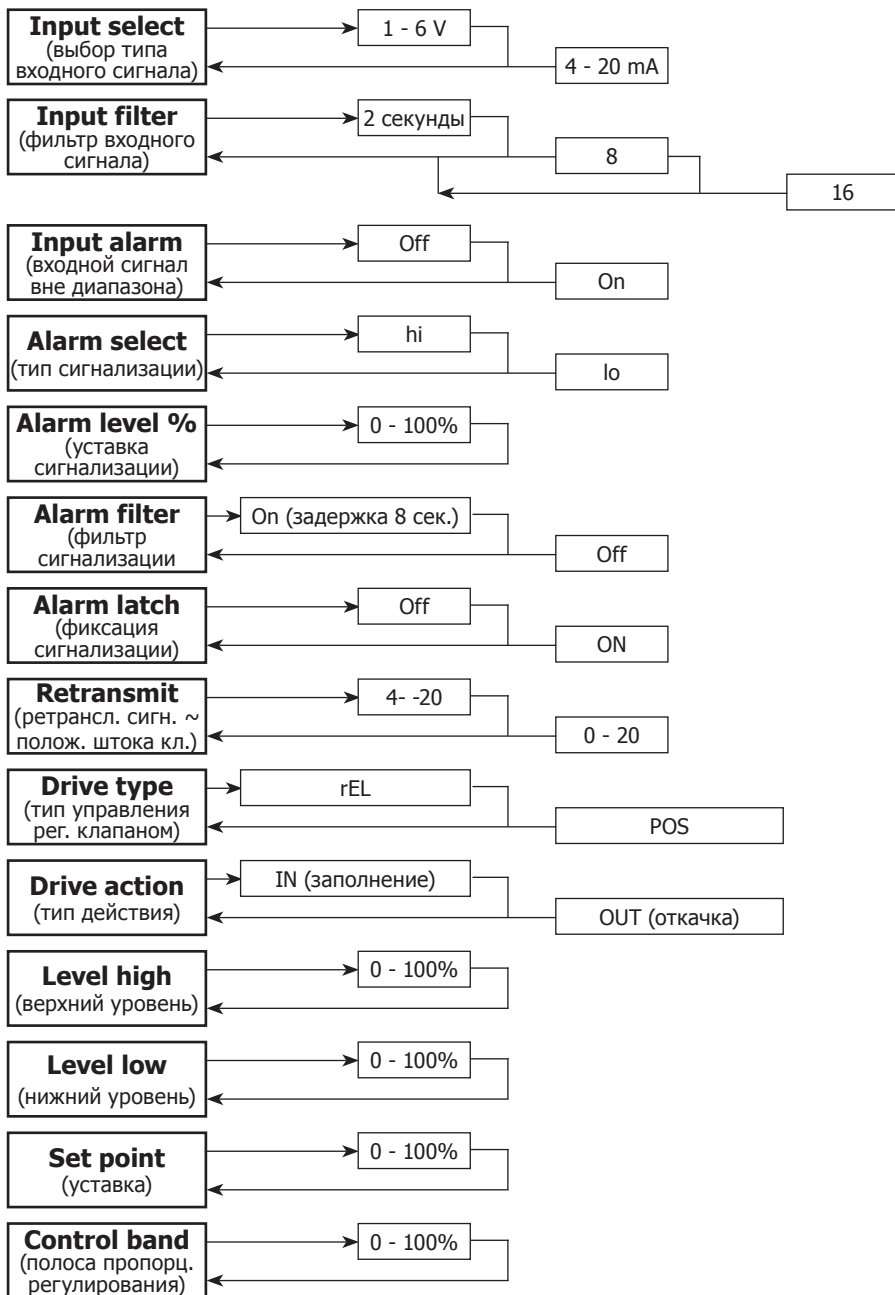 Input select
(выбор типа
входного сигнала)
1 - 6 V
4 - 20 mA
Input filter
(фильтр входного
сигнала)
2 секунды
8
16
Input alarm
(входной сигнал
вне диапазона)
Off
On
Alarm select
(тип сигнализации)
hi
lo
Alarm level %
(уставка
сигнализации)
0 - 100%
Alarm filter
(фильтр
сигнализации
On (задержка 8 сек.)
Off
Alarm latch
(фиксация
сигнализации)
Off
ON
Retransmit
(ретрансл. сигн. ~
полож. штока кл.)
4- -20
0 - 20
Drive type
(тип управления
рег. клапаном)
rEL
POS
Drive action
(тип действия)
IN (заполнение)
OUT (откачка)
Level high
(верхний уровень)
0 - 100%
Level low
(нижний уровень)
0 - 100%
Set point
(уставка)
0 - 100%
Control band
(полоса пропорц.
регулирования)
0 - 100%